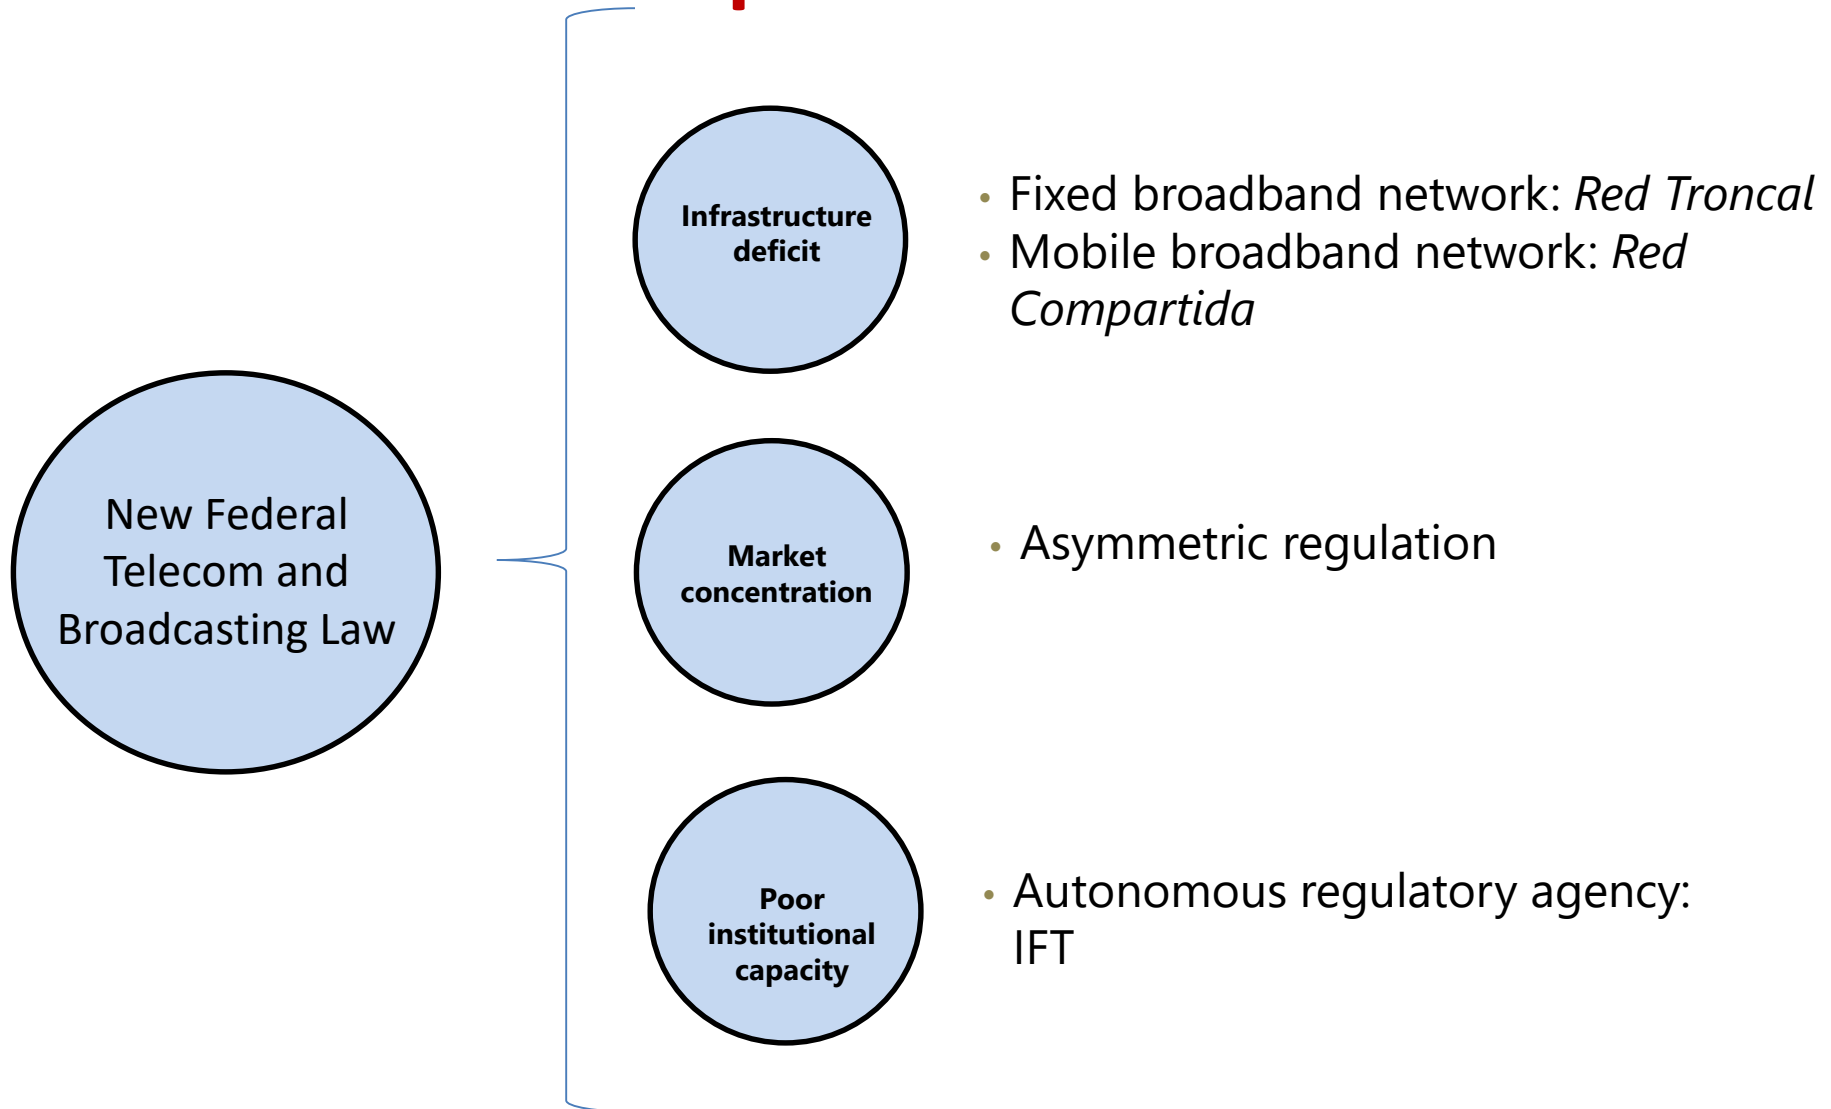 New Federal
Telecom and
Broadcasting Law
Infrastructure
deficit
• Fixed broadband network: Red Troncal
• Mobile broadband network: Red
Compartida
Market
concentration
• Asymmetric regulation
Poor
institutional
capacity
• Autonomous regulatory agency:
IFT